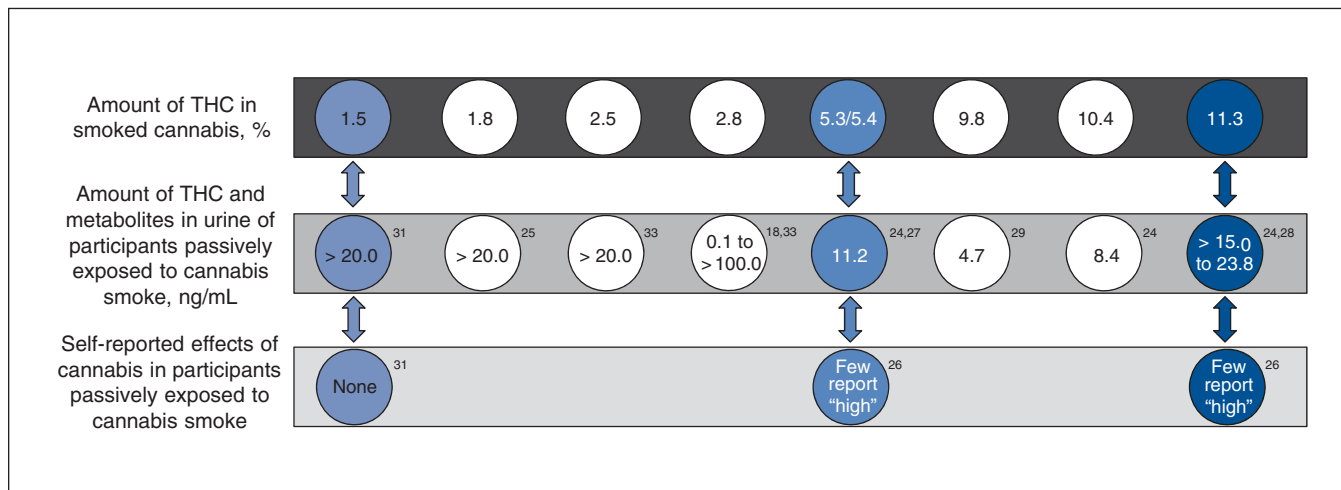 Amount of THC in
smoked cannabis, %
1.5
1.8
2.5
2.8
5.3/5.4
9.8
10.4
11.3
Amount of THC and
metabolites in urine of
participants passively
exposed to cannabis
smoke, ng/mL
> 20.0 31
> 20.0 25
> 20.0 33
0.1 to
> 100.0 18,33
11.2 24,27
4.7 29
8.4 24
> 15.0
to 23.8 24,28
Self-reported effects of
cannabis in participants
passively exposed to
cannabis smoke
None 31
Few
report
“high” 26
Few
report
“high” 26